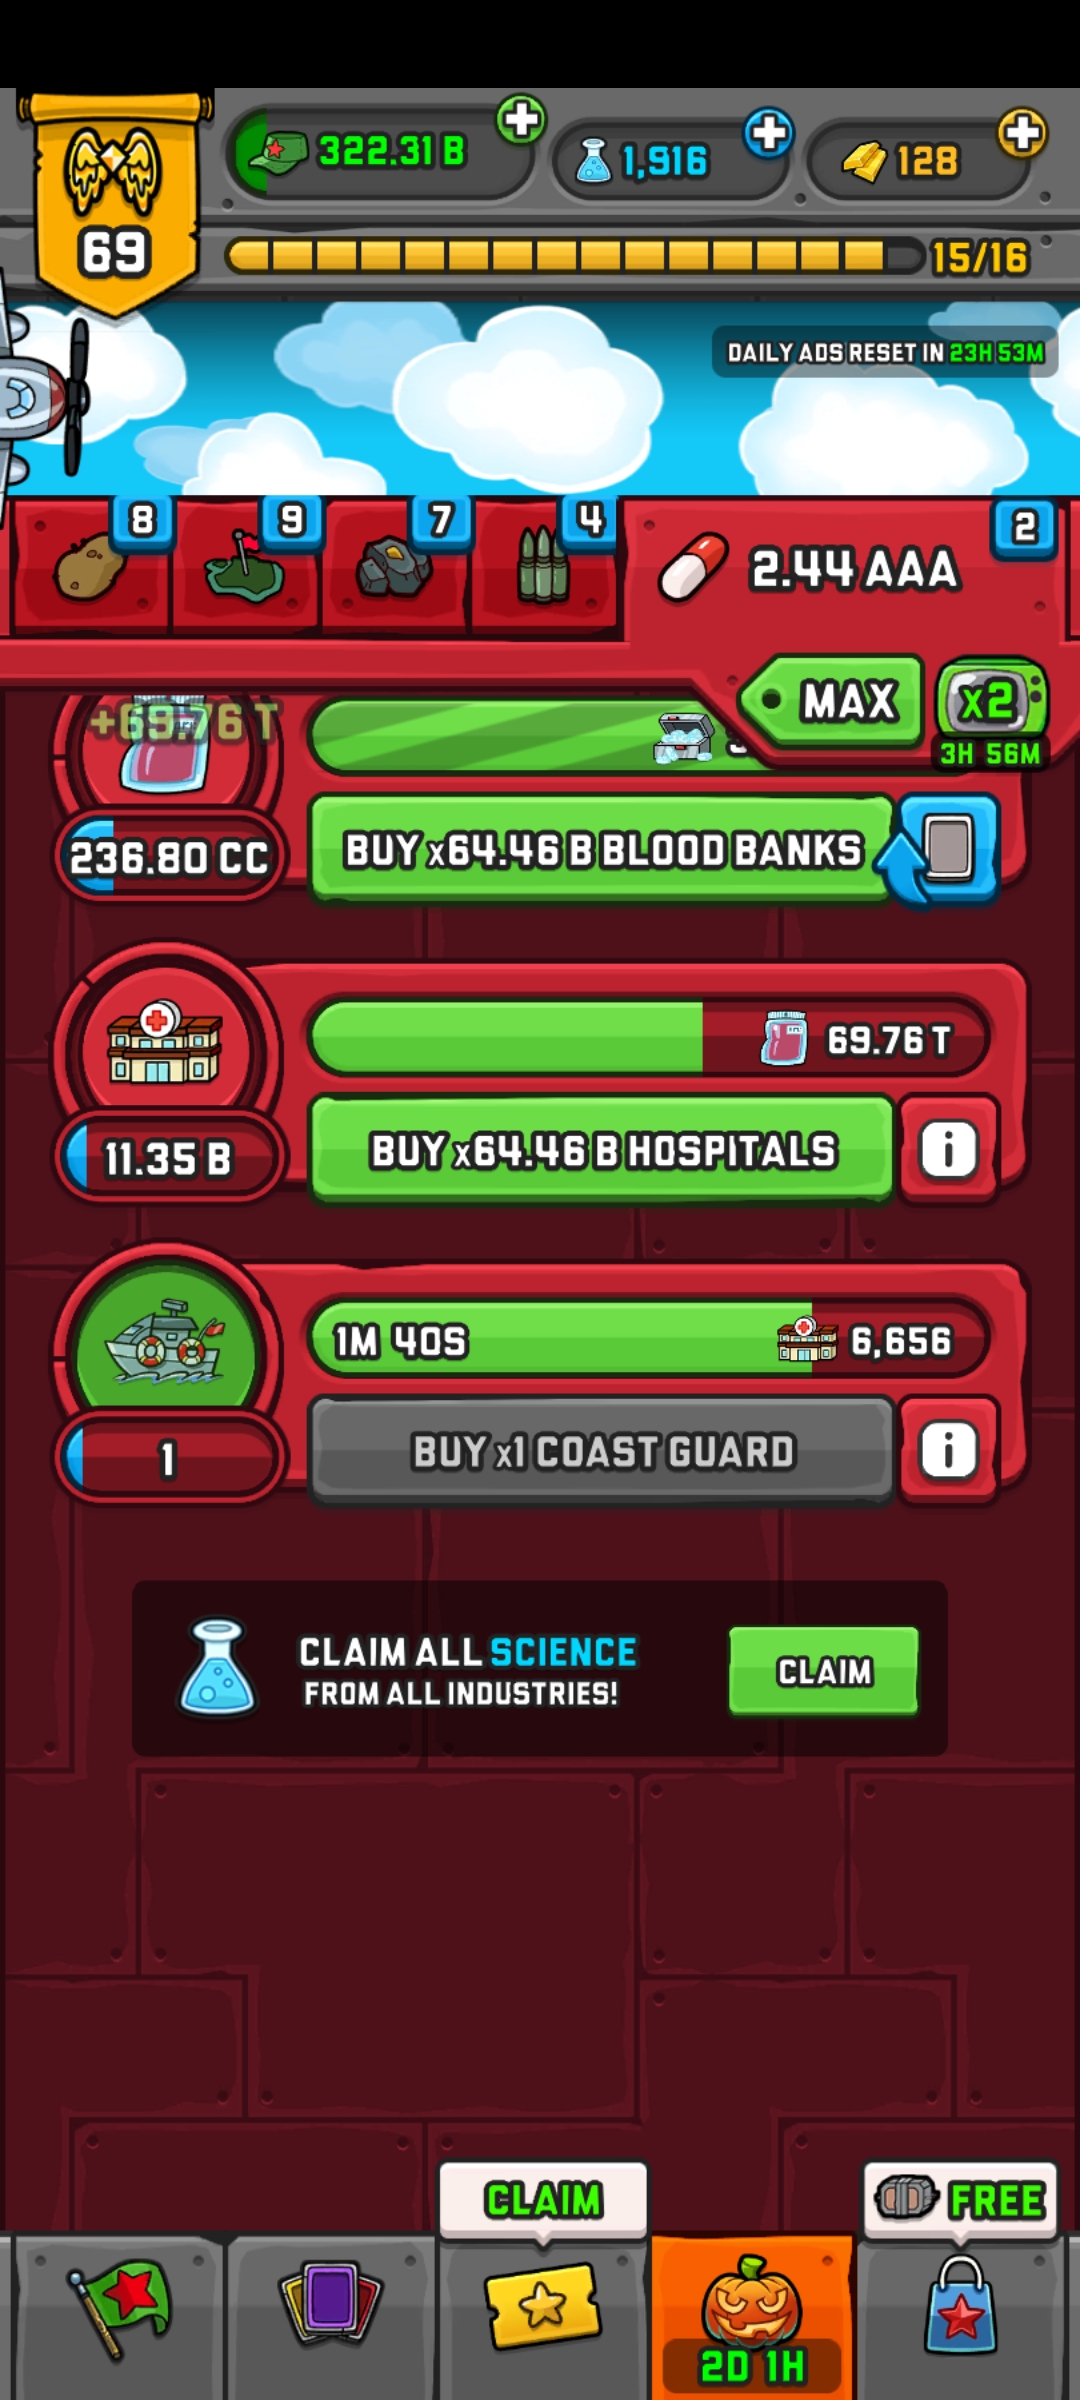 322.31 B
1,916
128
69
15/16
DAILY ADS RESET IN 23H 53M
8
9
7
4
2
2.44 AAA
MAX
x2
3H 56M
+69.76 T
236.80 CC
BUY x64.46 B BLOOD BANKS
69.76 T
11.35 B
BUY x64.46 B HOSPITALS
i
1M 40S
6,656
1
BUY x1 COAST GUARD
i
CLAIM ALL SCIENCE
FROM ALL INDUSTRIES!
CLAIM
CLAIM
FREE
2D 1H